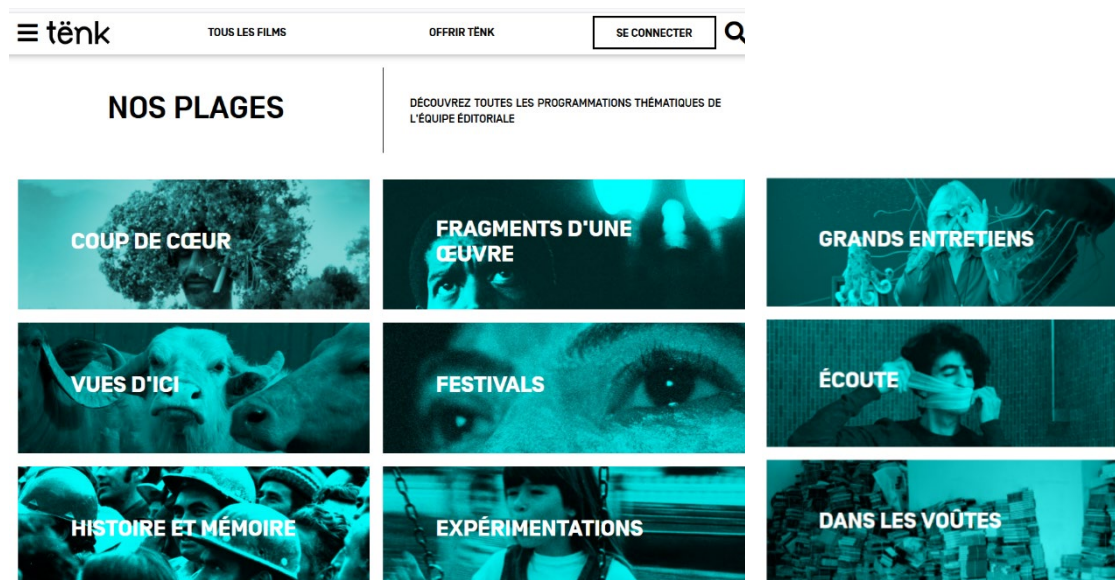 tënk
TOUS LES FILMS
OFFRIR TËNK
SE CONNECTER
NOS PLAGES
DÉCOUVREZ TOUTES LES PROGRAMMATIONS THÉMATIQUES DE
L'ÉQUIPE ÉDITORIALE
COUP DE CŒUR
FRAGMENTS D'UNE
ŒUVRE
GRANDS ENTRETIENS
VUES D'ICI
FESTIVALS
ÉCOUTE
HISTOIRE ET MÉMOIRE
EXPÉRIMENTATIONS
DANS LES VOÛTES